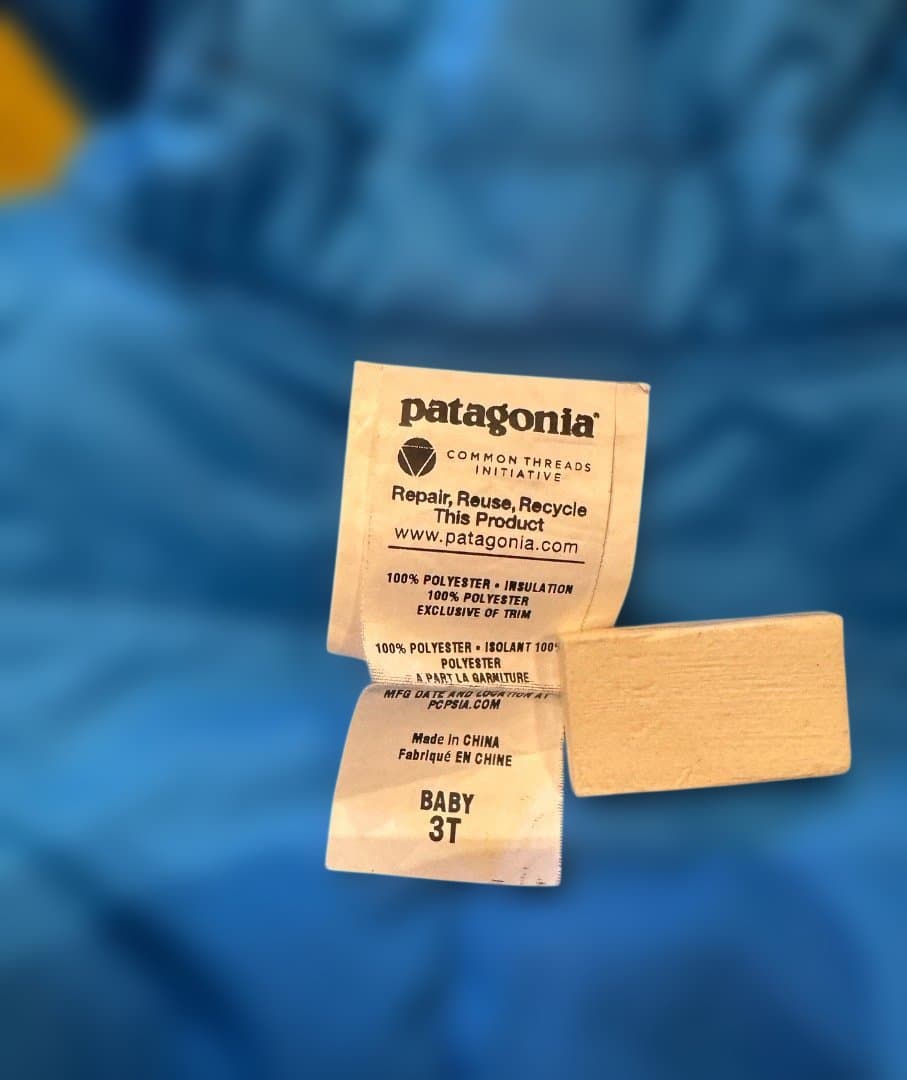 patagonia®
COMMON THREADS
INITIATIVE
Repair, Reuse, Recycle
This Product
www.patagonia.com
100% POLYESTER • INSULATION
100% POLYESTER
EXCLUSIVE OF TRIM
100% POLYESTER • ISOLANT 100%
POLYESTER
A PART LA GARNITURE
MFG DATE AND LOCATION AT
PCPSIA.COM
Made in CHINA
Fabriqué EN CHINE
BABY
3T